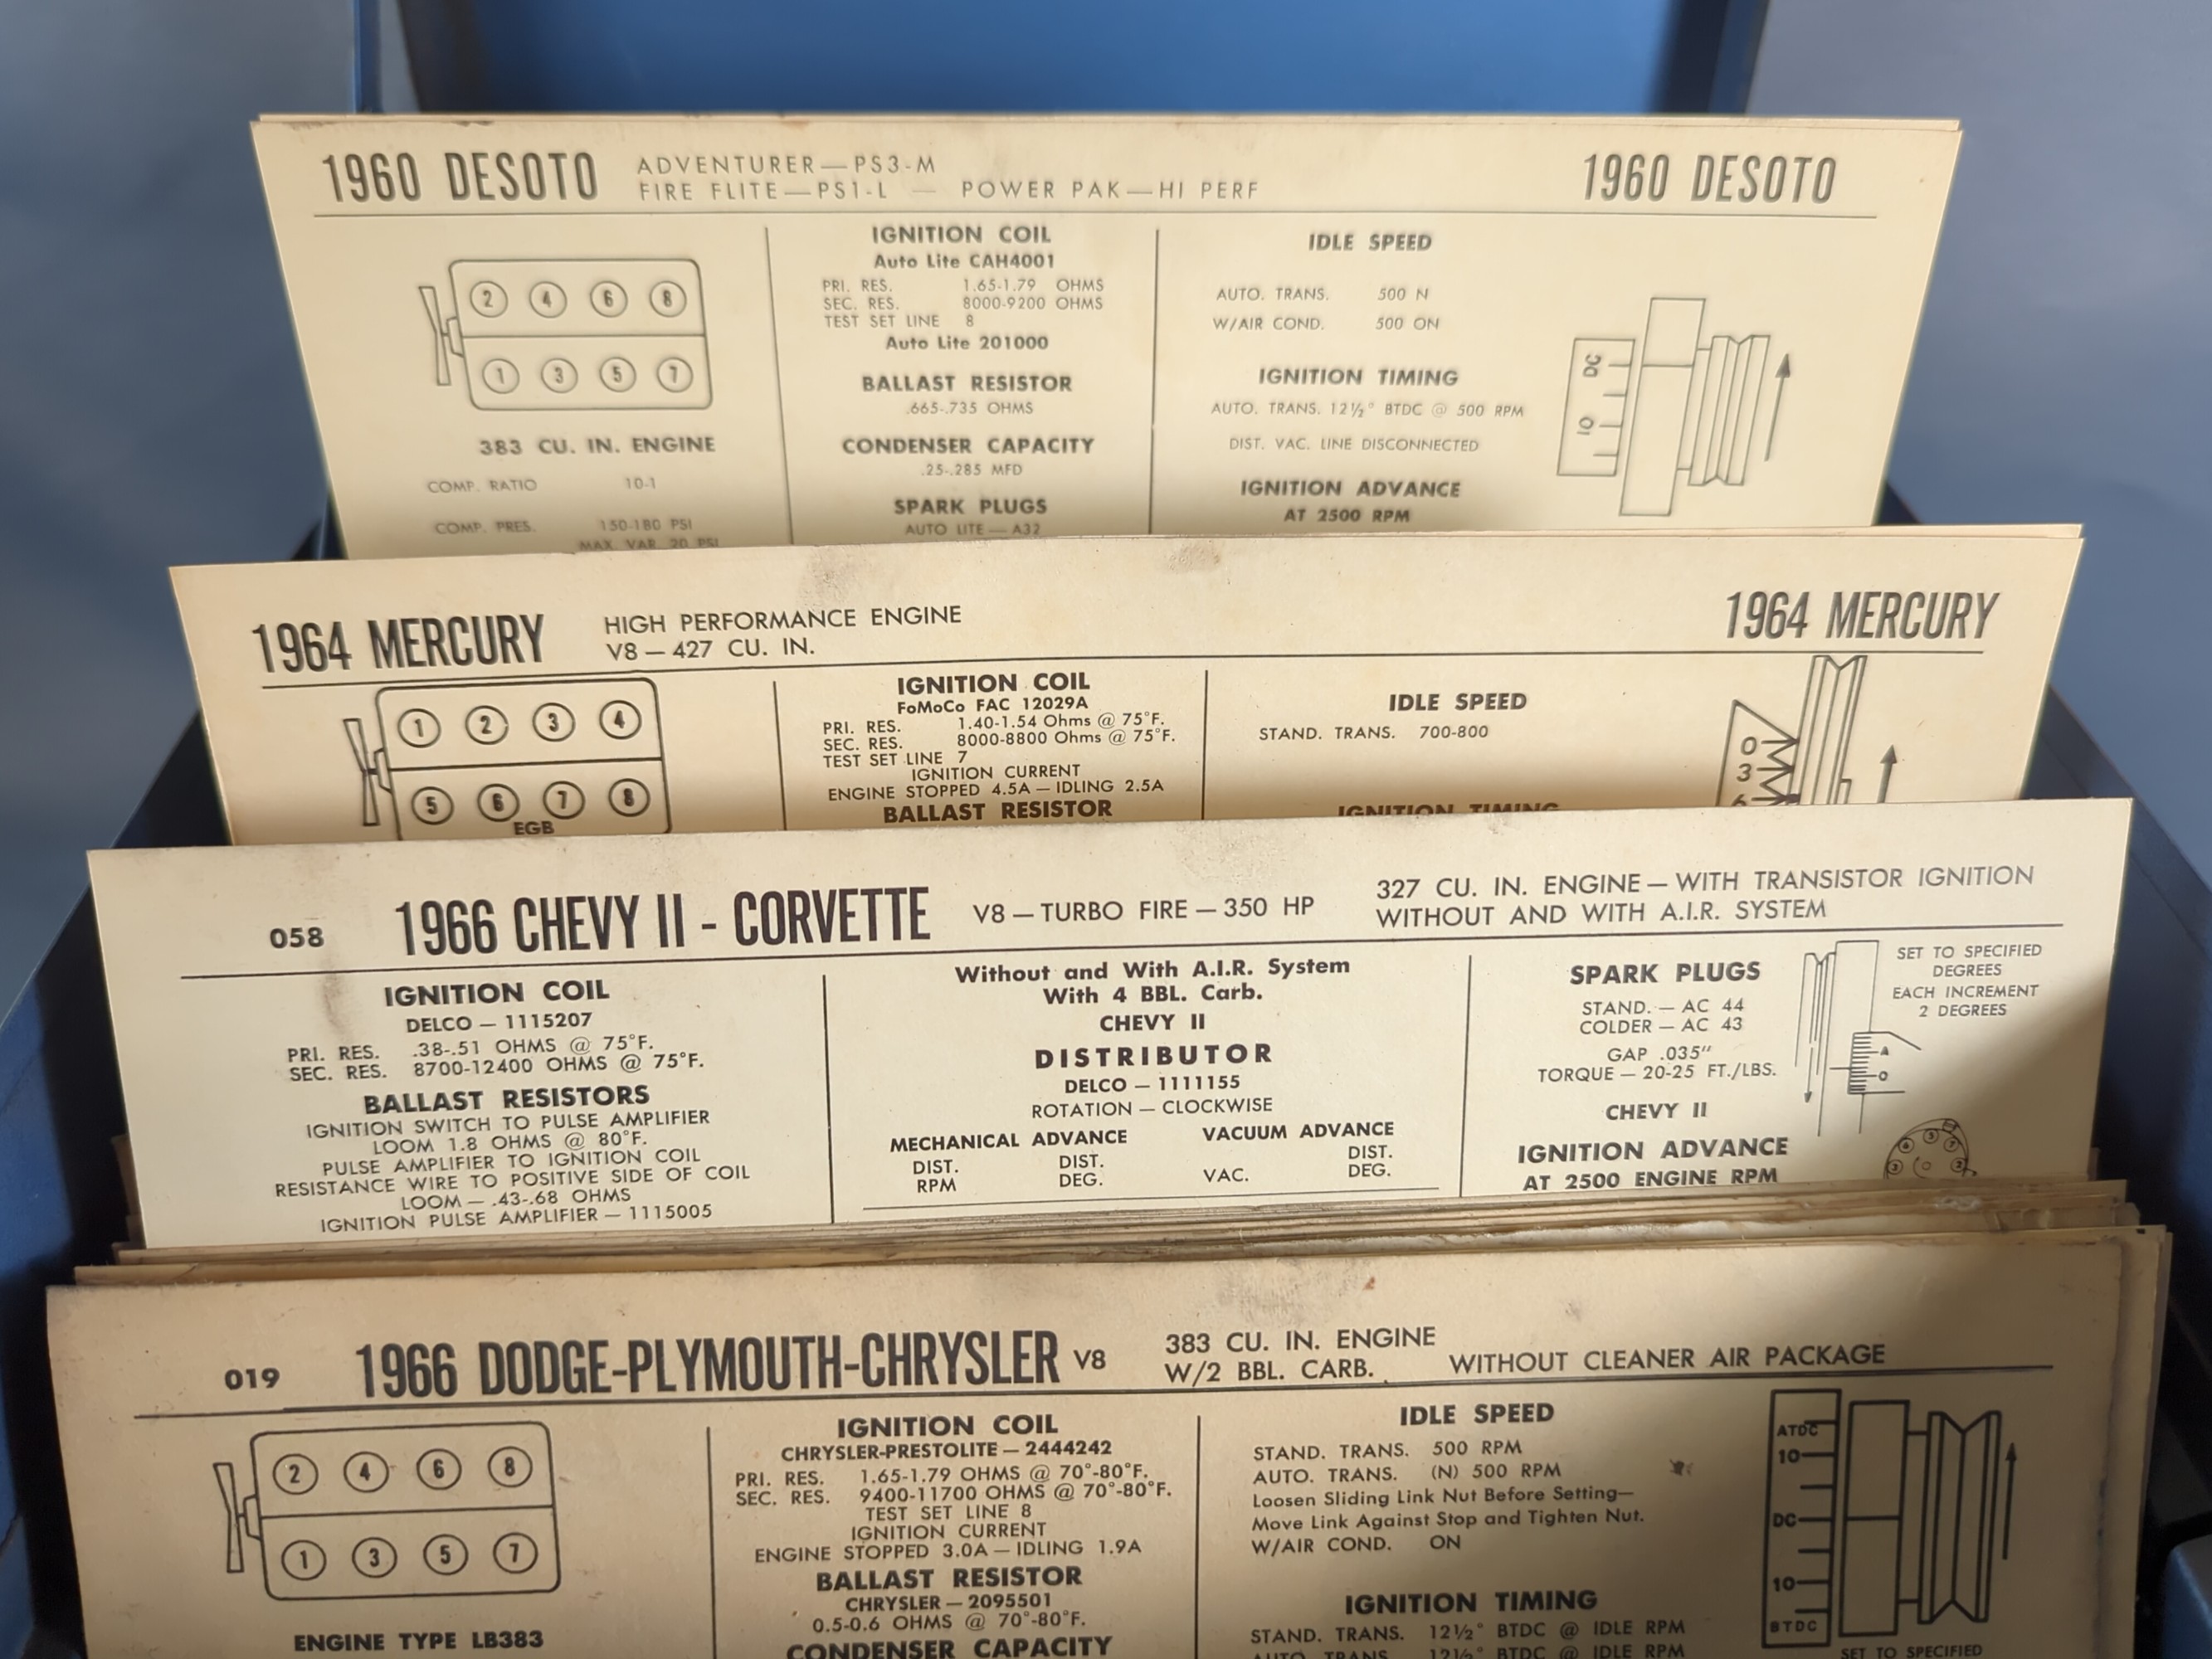 1960 DESOTO
ADVENTURER — PS3-M
FIRE FLITE — PS1-L — POWER PAK — HI PERF
1960 DESOTO
2 4 6 8
1 3 5 7
383 CU. IN. ENGINE
COMP. RATIO 10-1
COMP. PRES. 150-180 PSI
MAX. VAR. 20 PSI
IGNITION COIL
Auto Lite CAH4001
PRI. RES. 1.65-1.79 OHMS
SEC. RES. 8000-9200 OHMS
TEST SET LINE 8
Auto Lite 201000
BALLAST RESISTOR
.665-.735 OHMS
CONDENSER CAPACITY
.25-.285 MFD
SPARK PLUGS
AUTO LITE — A32
IDLE SPEED
AUTO. TRANS. 500 N
W/AIR COND. 500 ON
IGNITION TIMING
AUTO. TRANS. 12½° BTDC @ 500 RPM
DIST. VAC. LINE DISCONNECTED
IGNITION ADVANCE
AT 2500 RPM
DC
10
1964 MERCURY
HIGH PERFORMANCE ENGINE
V8 — 427 CU. IN.
1964 MERCURY
1 2 3 4
5 6 7 8
EGB
IGNITION COIL
FoMoCo FAC 12029A
PRI. RES. 1.40-1.54 Ohms @ 75°F.
SEC. RES. 8000-8800 Ohms @ 75°F.
TEST SET LINE 7
IGNITION CURRENT
ENGINE STOPPED 4.5A — IDLING 2.5A
BALLAST RESISTOR
IDLE SPEED
STAND. TRANS. 700-800
IGNITION TIMING
0
3
6
058
1966 CHEVY II - CORVETTE
V8 — TURBO FIRE — 350 HP
327 CU. IN. ENGINE — WITH TRANSISTOR IGNITION
WITHOUT AND WITH A.I.R. SYSTEM
IGNITION COIL
DELCO — 1115207
PRI. RES. .38-.51 OHMS @ 75°F.
SEC. RES. 8700-12400 OHMS @ 75°F.
BALLAST RESISTORS
IGNITION SWITCH TO PULSE AMPLIFIER
LOOM 1.8 OHMS @ 80°F.
PULSE AMPLIFIER TO IGNITION COIL
RESISTANCE WIRE TO POSITIVE SIDE OF COIL
LOOM — .43-.68 OHMS
IGNITION PULSE AMPLIFIER — 1115005
Without and With A.I.R. System
With 4 BBL. Carb.
CHEVY II
DISTRIBUTOR
DELCO — 1111155
ROTATION — CLOCKWISE
MECHANICAL ADVANCE VACUUM ADVANCE
DIST. RPM DIST. DEG. VAC. DIST. DEG.
SPARK PLUGS
STAND. — AC 44
COLDER — AC 43
GAP .035"
TORQUE — 20-25 FT./LBS.
CHEVY II
IGNITION ADVANCE
AT 2500 ENGINE RPM
SET TO SPECIFIED
DEGREES
EACH INCREMENT
2 DEGREES
A
O
019
1966 DODGE-PLYMOUTH-CHRYSLER V8
383 CU. IN. ENGINE
W/2 BBL. CARB.
WITHOUT CLEANER AIR PACKAGE
2 4 6 8
1 3 5 7
ENGINE TYPE LB383
IGNITION COIL
CHRYSLER-PRESTOLITE — 2444242
PRI. RES. 1.65-1.79 OHMS @ 70°-80°F.
SEC. RES. 9400-11700 OHMS @ 70°-80°F.
TEST SET LINE 8
IGNITION CURRENT
ENGINE STOPPED 3.0A — IDLING 1.9A
BALLAST RESISTOR
CHRYSLER — 2095501
0.5-0.6 OHMS @ 70°-80°F.
CONDENSER CAPACITY
IDLE SPEED
STAND. TRANS. 500 RPM
AUTO. TRANS. (N) 500 RPM
Loosen Sliding Link Nut Before Setting—
Move Link Against Stop and Tighten Nut.
W/AIR COND. ON
IGNITION TIMING
STAND. TRANS. 12½° BTDC @ IDLE RPM
AUTO. TRANS. 12½° BTDC @ IDLE RPM
ATDC
10
DC
10
BTDC
SET TO SPECIFIED